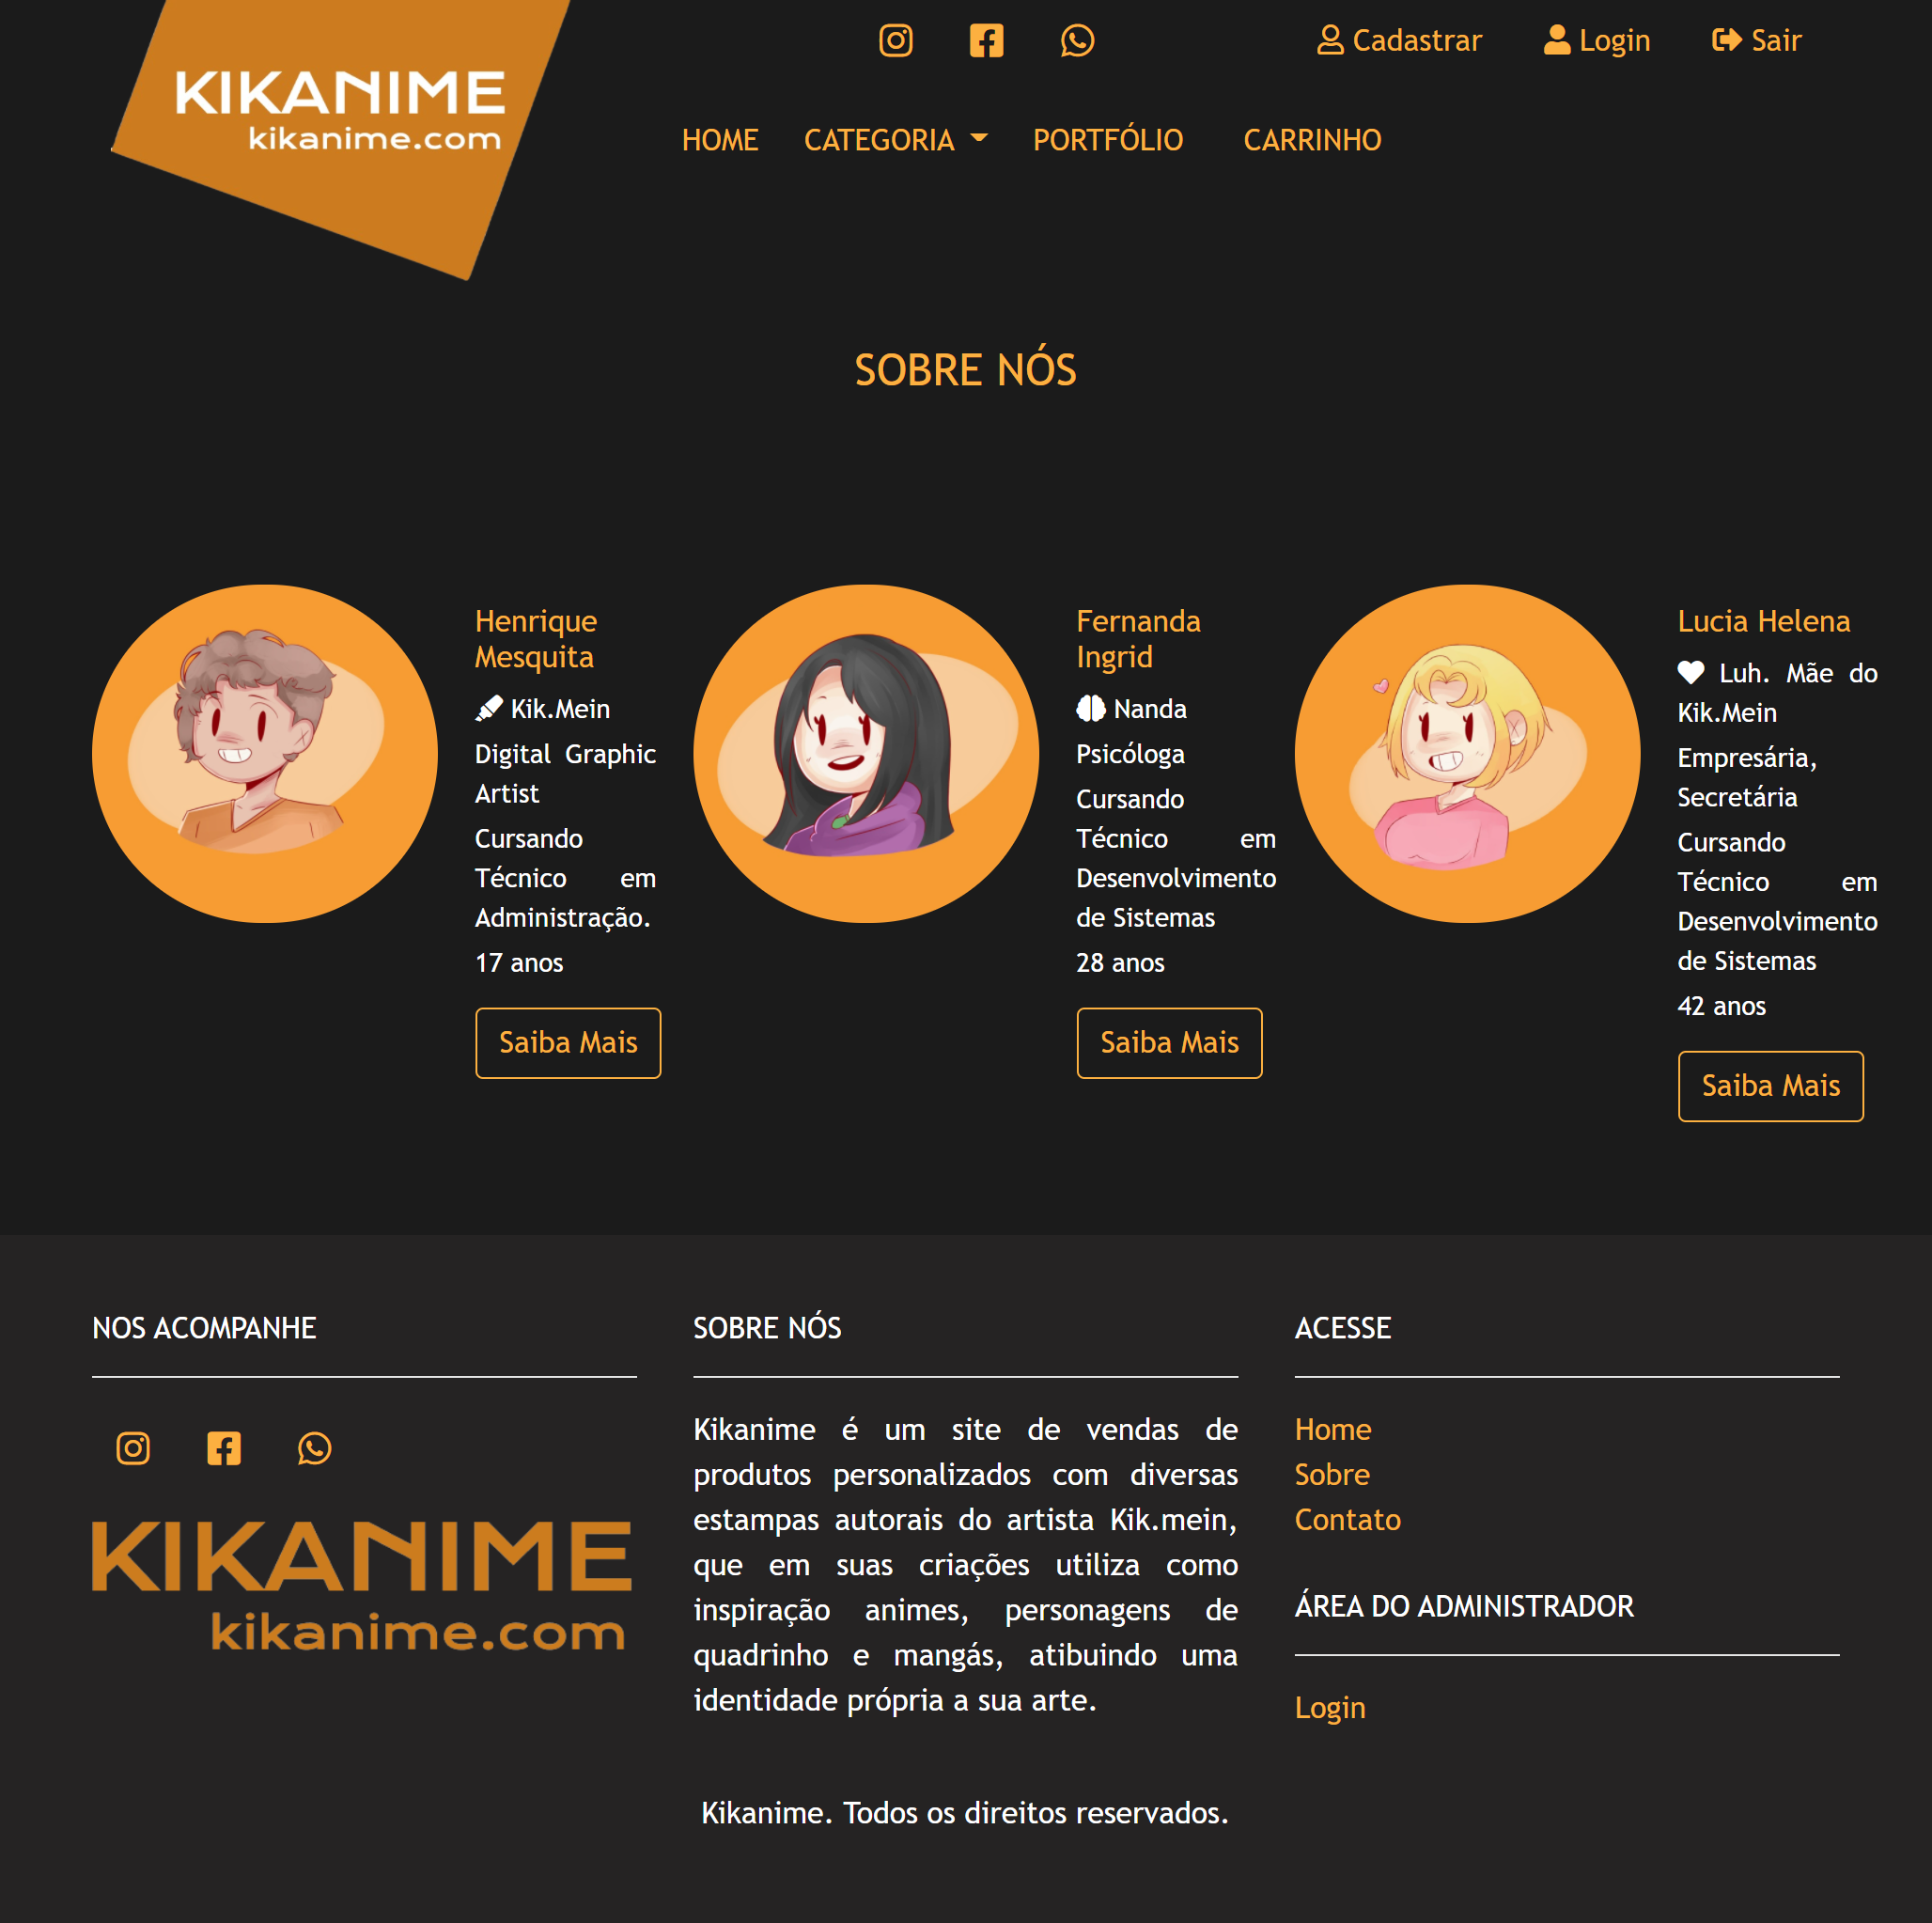 KIKANIME
kikanime.com
Cadastrar
Login
Sair
HOME
CATEGORIA
PORTFÓLIO
CARRINHO
SOBRE NÓS
Henrique
Mesquita
Kik.Mein
Digital Graphic
Artist
Cursando
Técnico em
Administração.
17 anos
Saiba Mais
Fernanda
Ingrid
Nanda
Psicóloga
Cursando
Técnico em
Desenvolvimento
de Sistemas
28 anos
Saiba Mais
Lucia Helena
Luh. Mãe do
Kik.Mein
Empresária,
Secretária
Cursando
Técnico em
Desenvolvimento
de Sistemas
42 anos
Saiba Mais
NOS ACOMPANHE
KIKANIME
kikanime.com
SOBRE NÓS
Kikanime é um site de vendas de
produtos personalizados com diversas
estampas autorais do artista Kik.mein,
que em suas criações utiliza como
inspiração animes, personagens de
quadrinho e mangás, atibuindo uma
identidade própria a sua arte.
ACESSE
Home
Sobre
Contato
ÁREA DO ADMINISTRADOR
Login
Kikanime. Todos os direitos reservados.